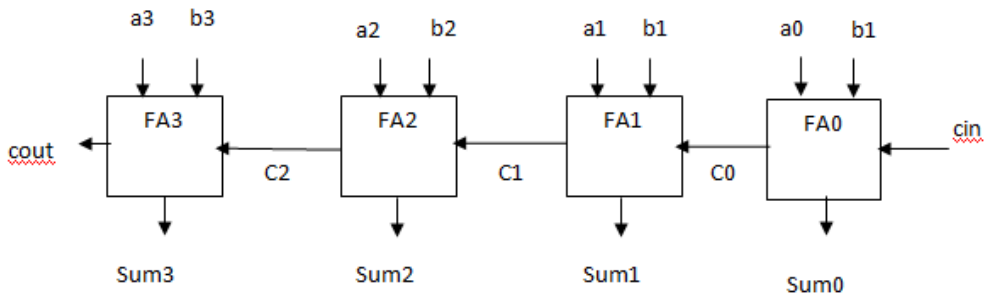 a3 b3 a2 b2 a1 b1 a0 b1
FA3 FA2 FA1 FA0
cout C2 C1 C0 cin
Sum3 Sum2 Sum1 Sum0